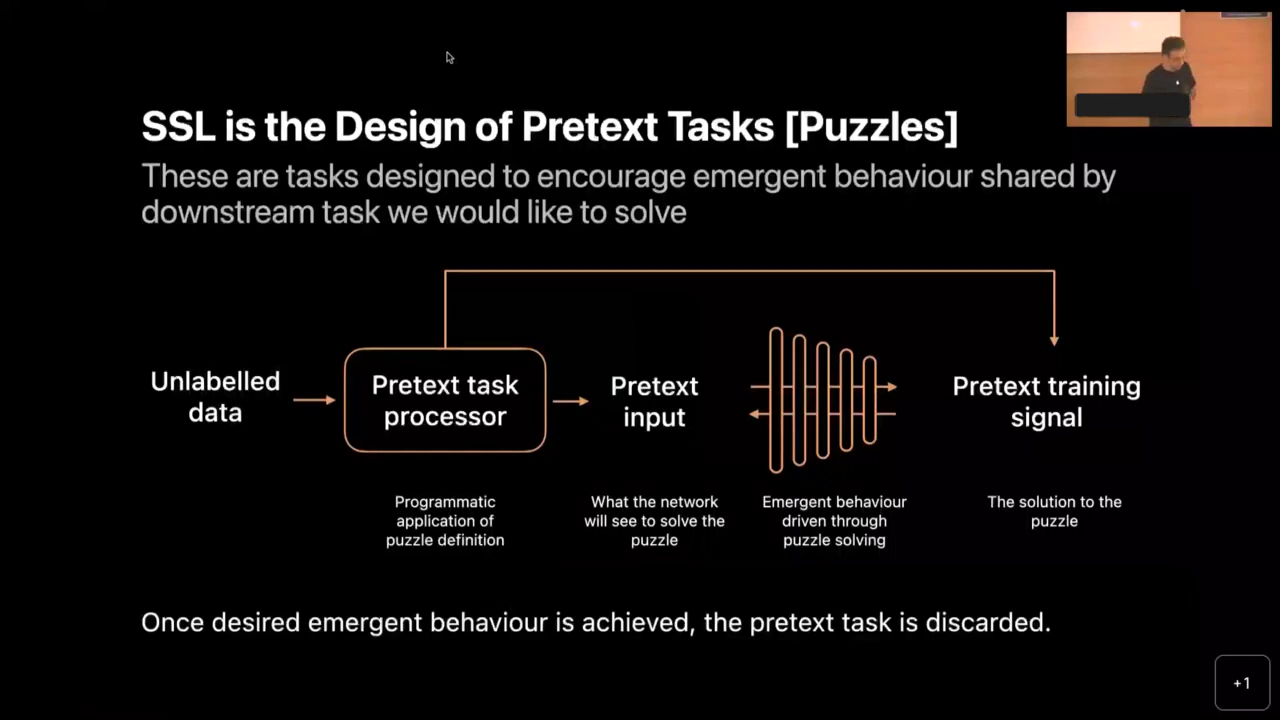 SSL is the Design of Pretext Tasks [Puzzles]
These are tasks designed to encourage emergent behaviour shared by
downstream task we would like to solve
Unlabelled
data
Pretext task
processor
Pretext
input
Pretext training
signal
Programmatic
application of
puzzle definition
What the network
will see to solve the
puzzle
Emergent behaviour
driven through
puzzle solving
The solution to the
puzzle
Once desired emergent behaviour is achieved, the pretext task is discarded.
+1